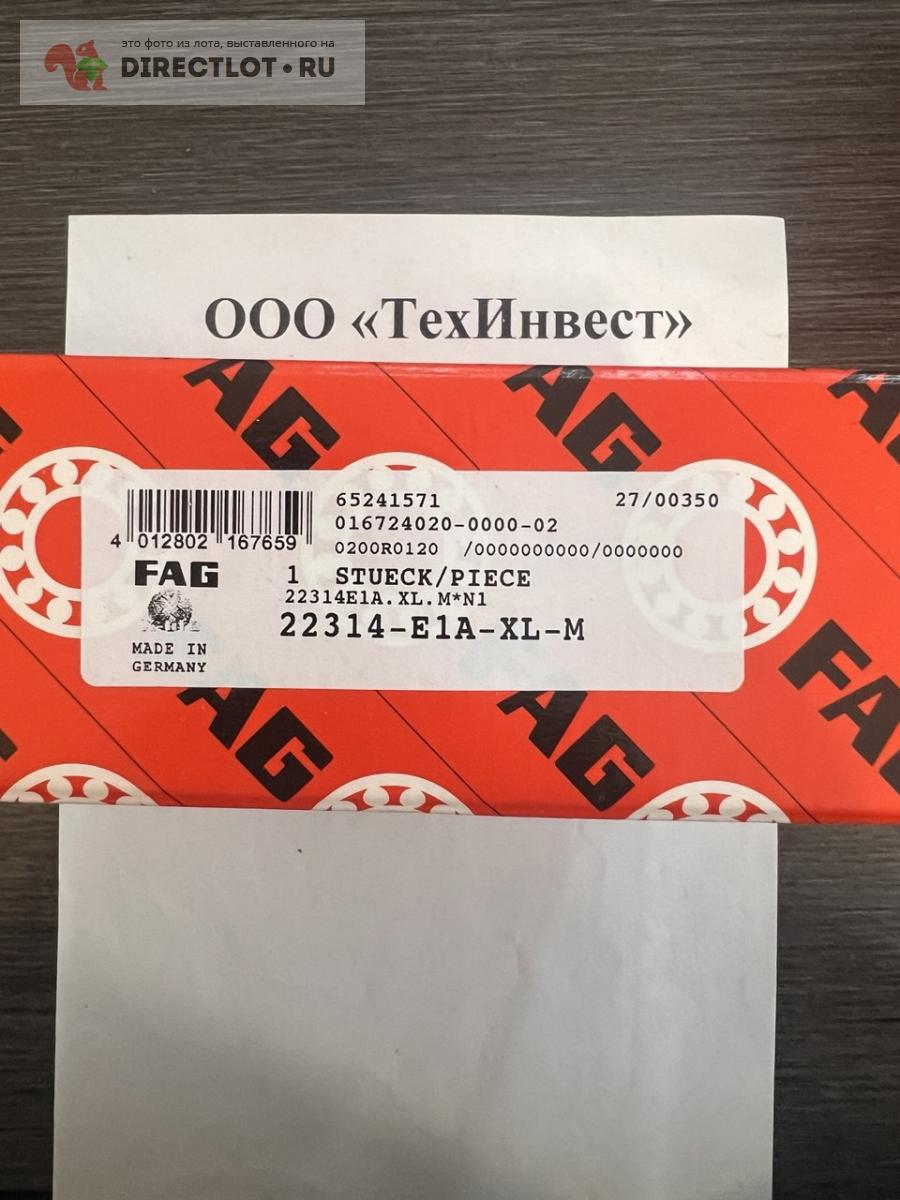 это фото из лота, выставленного на
DIRECTLOT.RU
ООО «ТехИнвест»
FAG
FAG
FAG
65241571 27/00350
016724020-0000-02
4 012802 167659
0200R0120 /0000000000/0000000
FAG
1 STUECK/PIECE
22314E1A.XL.M*N1
22314-E1A-XL-M
MADE IN
GERMANY
FAG
FAG
FAG